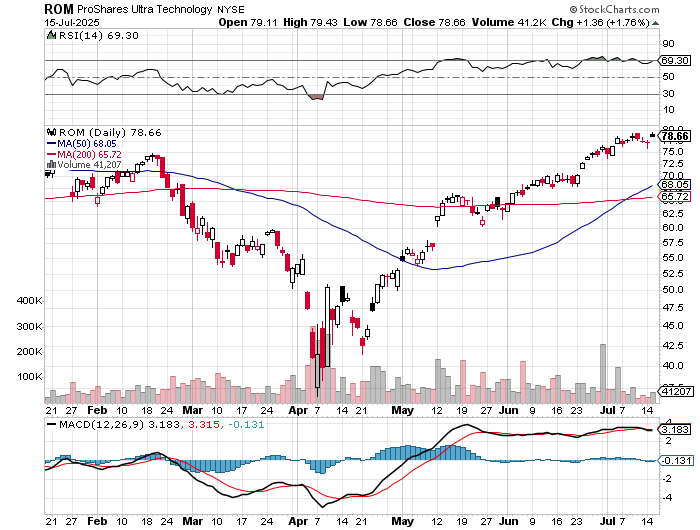 ROM ProShares Ultra Technology NYSE © StockCharts.com
15-Jul-2025 Open 79.11 High 79.43 Low 78.66 Close 78.66 Volume 41.2K Chg +1.36 (+1.76%)
RSI(14) 69.30
90
69.30
50
30
10
ROM (Daily) 78.66
MA(50) 68.05
MA(200) 65.72
Volume 41,207
78.66
75.0
72.5
70.0
68.05
65.72
62.5
60.0
57.5
55.0
52.5
50.0
47.5
45.0
42.5
40.0
37.5
400K
300K
200K
100K
41207
21 27 Feb 10 18 24 Mar 10 17 24 Apr 7 14 21 May 12 19 27 Jun 9 16 23 Jul 7 14
MACD(12,26,9) 3.183, 3.315, -0.131
3.183
2
-0.131
-2
-4
21 27 Feb 10 18 24 Mar 10 17 24 Apr 7 14 21 May 12 19 27 Jun 9 16 23 Jul 7 14